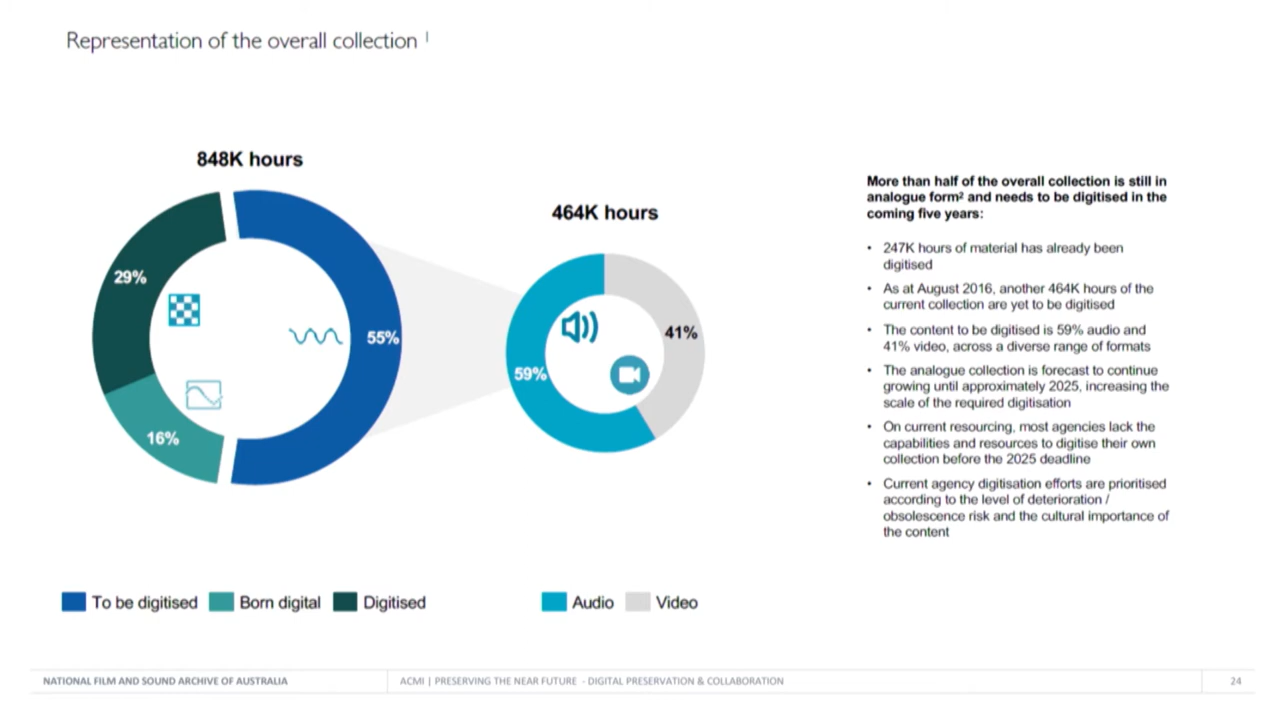 Representation of the overall collection 1
848K hours
29%
55%
16%
464K hours
41%
59%
To be digitised
Born digital
Digitised
Audio
Video
More than half of the overall collection is still in
analogue form² and needs to be digitised in the
coming five years:
• 247K hours of material has already been
digitised
• As at August 2016, another 464K hours of the
current collection are yet to be digitised
• The content to be digitised is 59% audio and
41% video, across a diverse range of formats
• The analogue collection is forecast to continue
growing until approximately 2025, increasing the
scale of the required digitisation
• On current resourcing, most agencies lack the
capabilities and resources to digitise their own
collection before the 2025 deadline
• Current agency digitisation efforts are prioritised
according to the level of deterioration /
obsolescence risk and the cultural importance of
the content
NATIONAL FILM AND SOUND ARCHIVE OF AUSTRALIA
ACMI | PRESERVING THE NEAR FUTURE - DIGITAL PRESERVATION & COLLABORATION
24